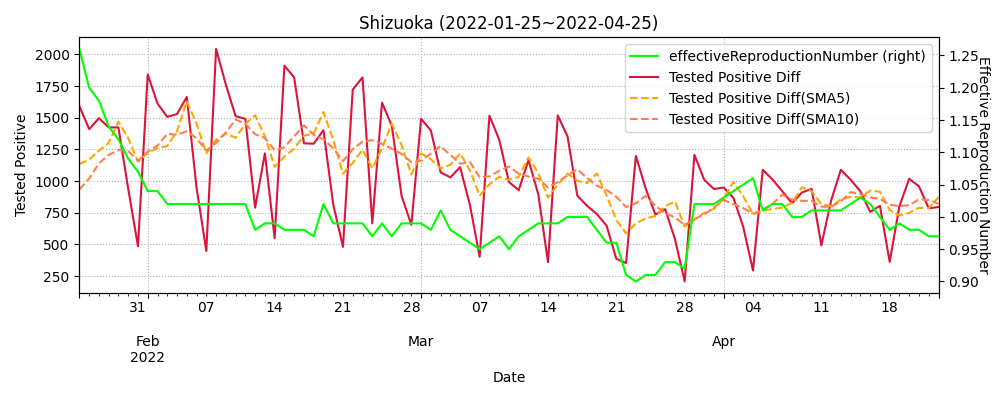 Shizuoka (2022-01-25~2022-04-25)
effectiveReproductionNumber (right)
Tested Positive Diff
Tested Positive Diff(SMA5)
Tested Positive Diff(SMA10)
Tested Positive
2000
1750
1500
1250
1000
750
500
250
Effective Reproduction Number
1.25
1.20
1.15
1.10
1.05
1.00
0.95
0.90
31 07 14 21 28 07 14 21 28 04 11 18
Feb Mar Apr
2022
Date